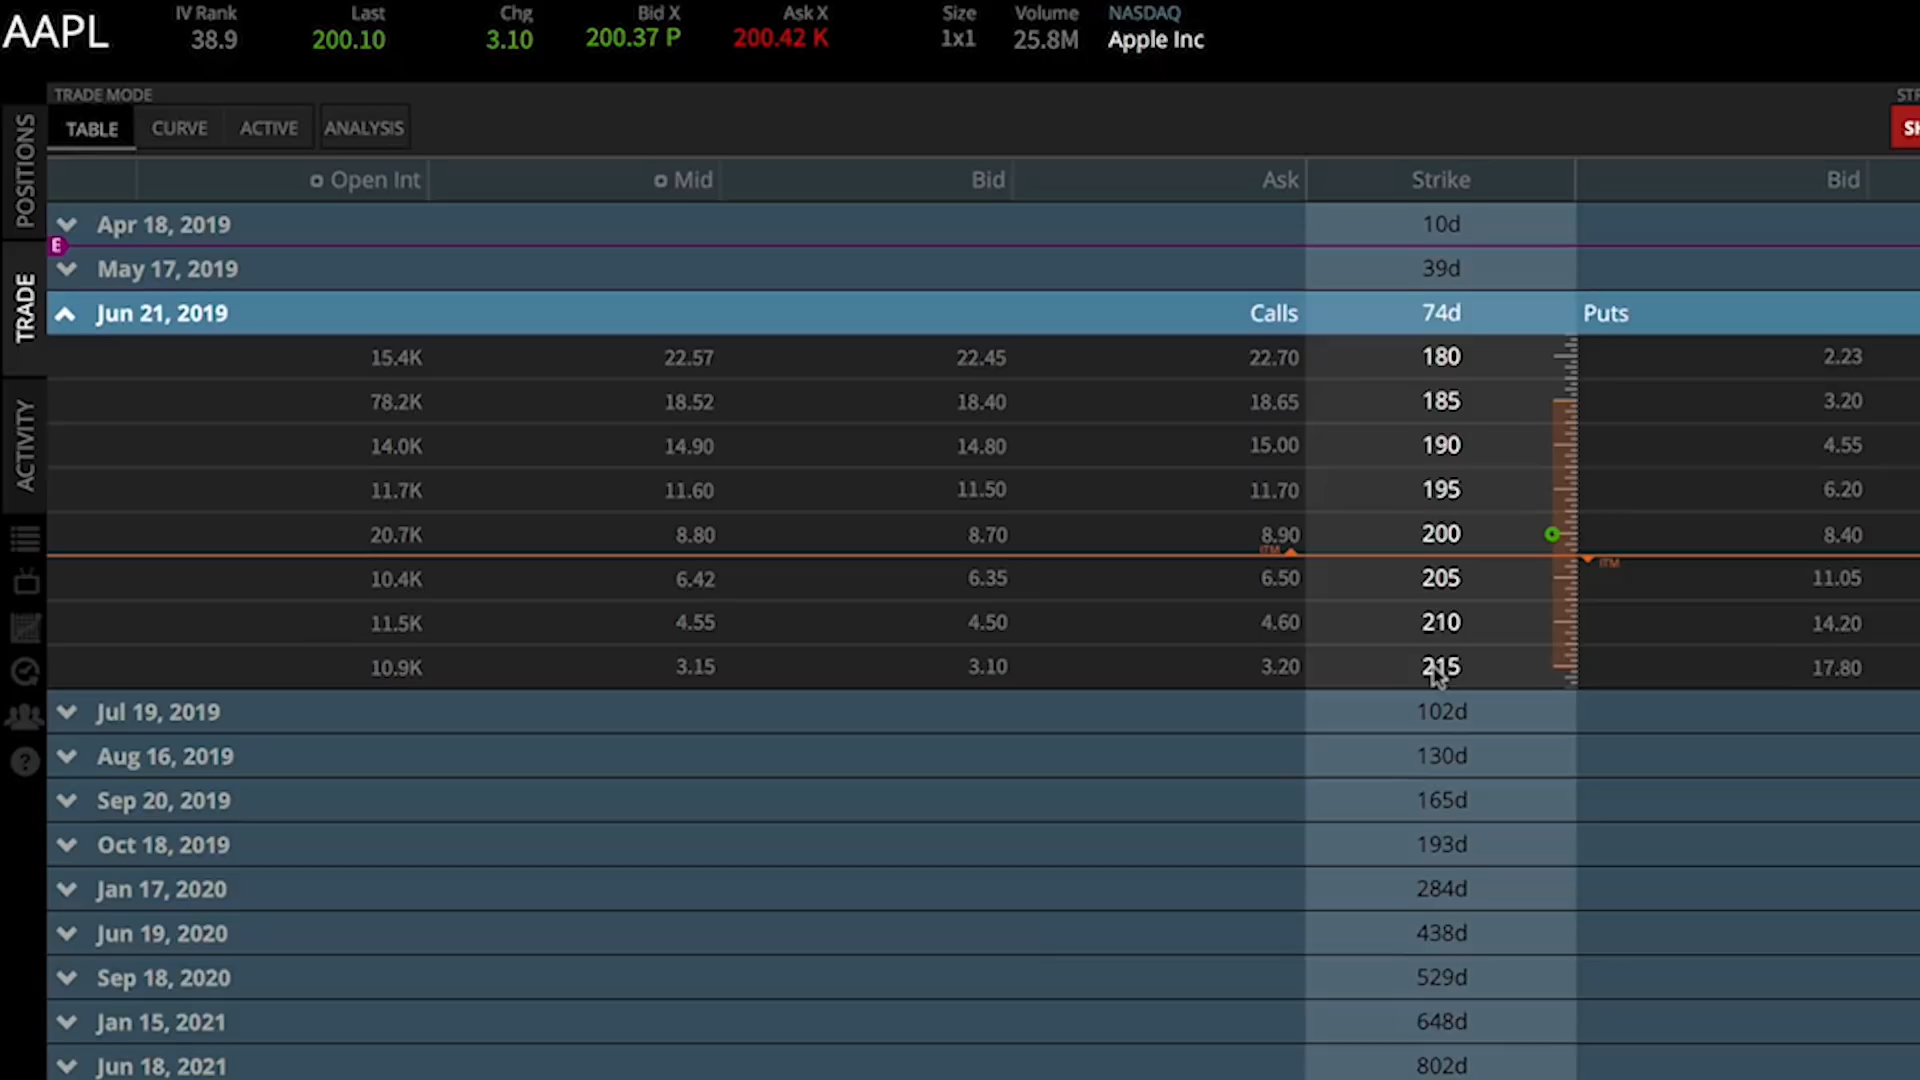 AAPL
IV Rank Last Chg Bid X Ask X Size Volume NASDAQ
38.9 200.10 3.10 200.37 P 200.42 K 1x1 25.8M Apple Inc
TRADE MODE
TABLE CURVE ACTIVE ANALYSIS
POSITIONS
TRADE
ACTIVITY
Open Int Mid Bid Ask Strike Bid
Apr 18, 2019 10d
E
May 17, 2019 39d
Jun 21, 2019 Calls 74d Puts
15.4K 22.57 22.45 22.70 180 2.23
78.2K 18.52 18.40 18.65 185 3.20
14.0K 14.90 14.80 15.00 190 4.55
11.7K 11.60 11.50 11.70 195 6.20
20.7K 8.80 8.70 8.90 200 8.40
ITM ITM
10.4K 6.42 6.35 6.50 205 11.05
11.5K 4.55 4.50 4.60 210 14.20
10.9K 3.15 3.10 3.20 215 17.80
Jul 19, 2019 102d
Aug 16, 2019 130d
Sep 20, 2019 165d
Oct 18, 2019 193d
Jan 17, 2020 284d
Jun 19, 2020 438d
Sep 18, 2020 529d
Jan 15, 2021 648d
Jun 18, 2021 802d
?